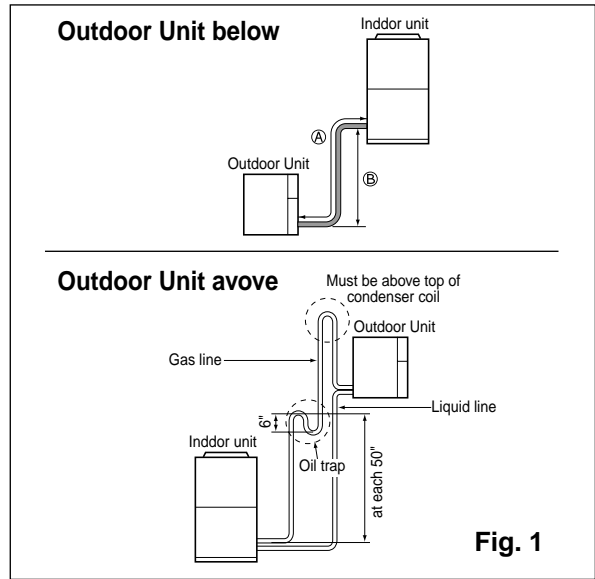 Outdoor Unit below
Inddor unit
Ⓐ
Outdoor Unit
Ⓑ
Outdoor Unit avove
Must be above top of
condenser coil
Outdoor Unit
Gas line
Liquid line
6"
Inddor unit
Oil trap
at each 50"
Fig. 1